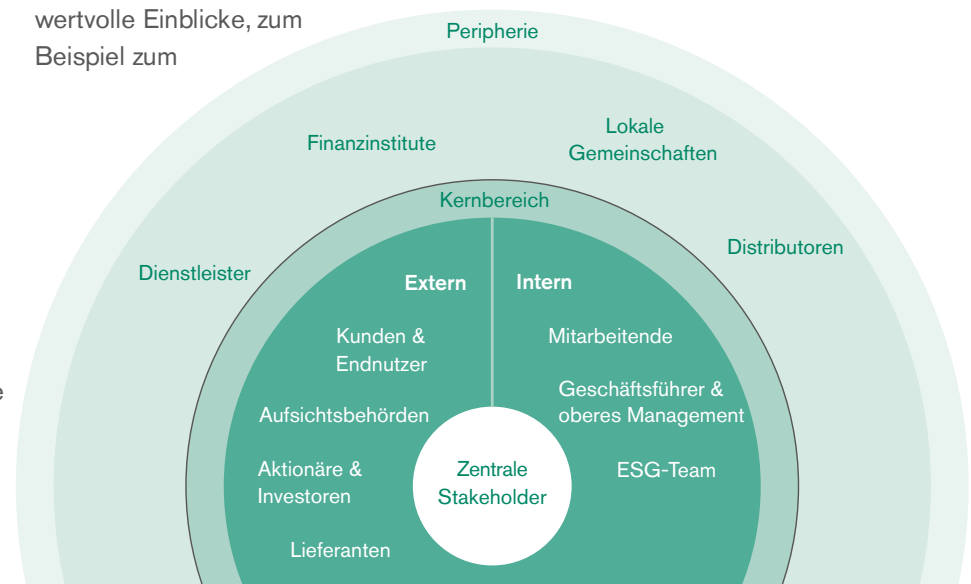 wertvolle Einblicke, zum
Beispiel zum
e
Peripherie
Finanzinstitute
Lokale
Gemeinschaften
Kernbereich
Dienstleister
Distributoren
Extern
Intern
Kunden &
Endnutzer
Mitarbeitende
Aufsichtsbehörden
Geschäftsführer &
oberes Management
Aktionäre &
Investoren
Zentrale
Stakeholder
ESG-Team
Lieferanten